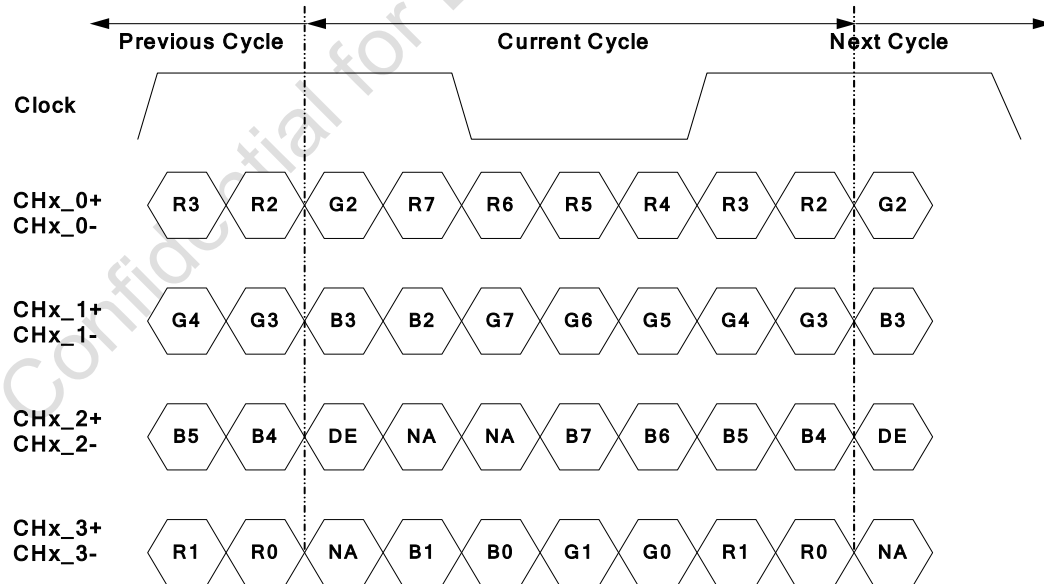 Previous Cycle Current Cycle Next Cycle
Clock
CHx_0+
CHx_0-
R3 R2 G2 R7 R6 R5 R4 R3 R2 G2
CHx_1+
CHx_1-
G4 G3 B3 B2 G7 G6 G5 G4 G3 B3
CHx_2+
CHx_2-
B5 B4 DE NA NA B7 B6 B5 B4 DE
CHx_3+
CHx_3-
R1 R0 NA B1 B0 G1 G0 R1 R0 NA
Confidential for